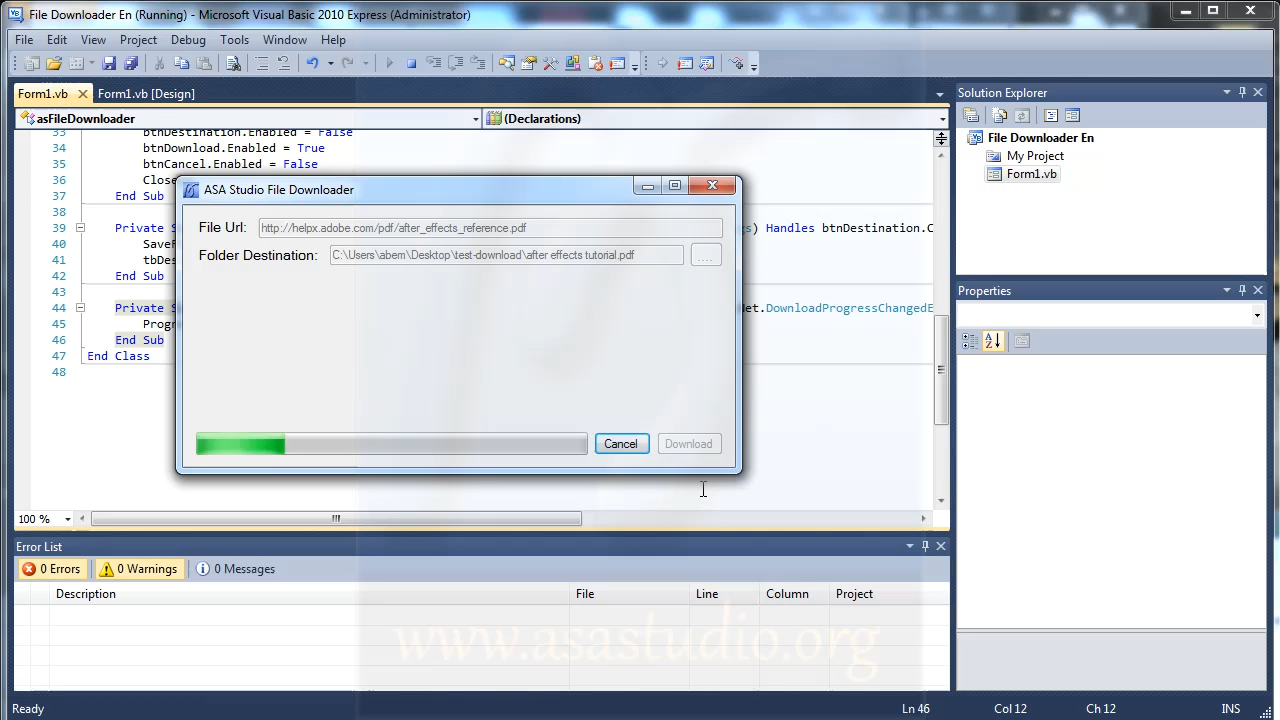 File Downloader En (Running) - Microsoft Visual Basic 2010 Express (Administrator)
File Edit View Project Debug Tools Window Help
Form1.vb Form1.vb [Design]
asFileDownloader (Declarations)
33 btnDestination.Enabled = False
34 btnDownload.Enabled = True
35 btnCancel.Enabled = False
36 Close
37 End Sub
38
39 Private S ) Handles btnDestination.C
40 SaveF
41 tbDes
42 End Sub
43
44 Private S et.DownloadProgressChangedE
45 Progr
46 End Sub
47 End Class
48
ASA Studio File Downloader
File Url: http://helpx.adobe.com/pdf/after_effects_reference.pdf
Folder Destination: C:\Users\abem\Desktop\test-download\after effects tutorial.pdf ....
Cancel Download
100 %
Solution Explorer
File Downloader En
My Project
Form1.vb
Properties
Error List
0 Errors 0 Warnings 0 Messages
Description File Line Column Project
www.asastudio.org
Ready Ln 46 Col 12 Ch 12 INS